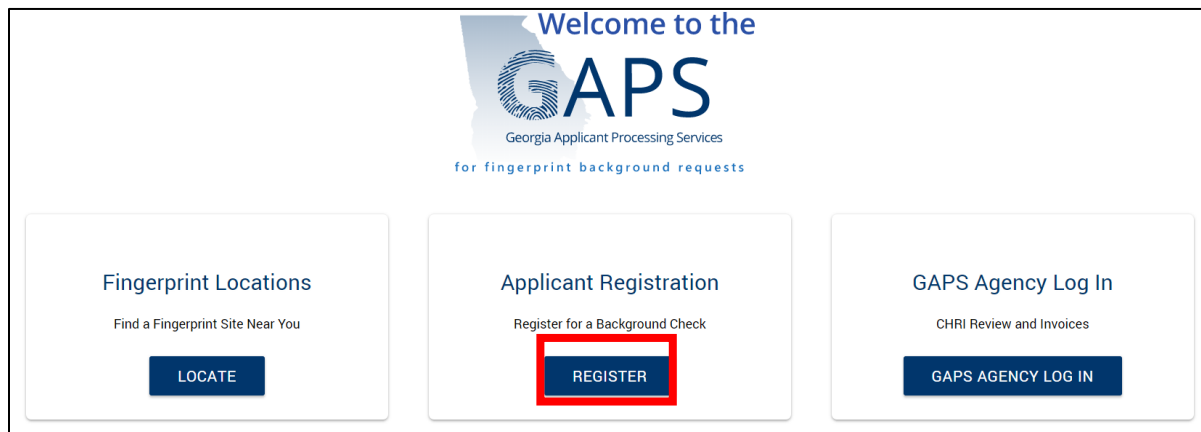 Welcome to the
GAPS
Georgia Applicant Processing Services
for fingerprint background requests
Fingerprint Locations
Find a Fingerprint Site Near You
LOCATE
Applicant Registration
Register for a Background Check
REGISTER
GAPS Agency Log In
CHRI Review and Invoices
GAPS AGENCY LOG IN